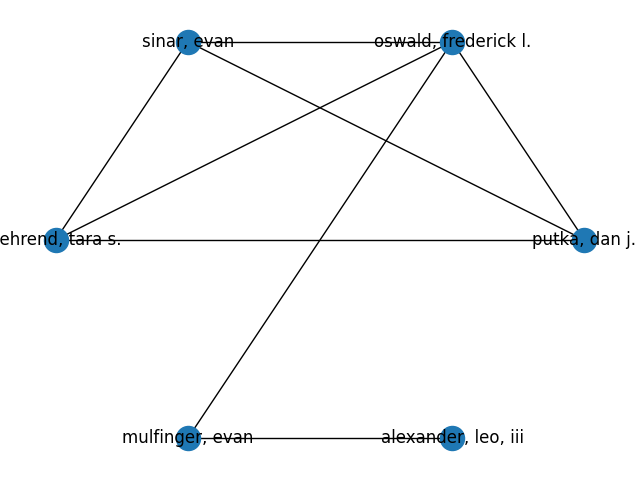 sinar, evan
oswald, frederick l.
ehrend, tara s.
putka, dan j.
mulfinger, evan
alexander, leo, iii